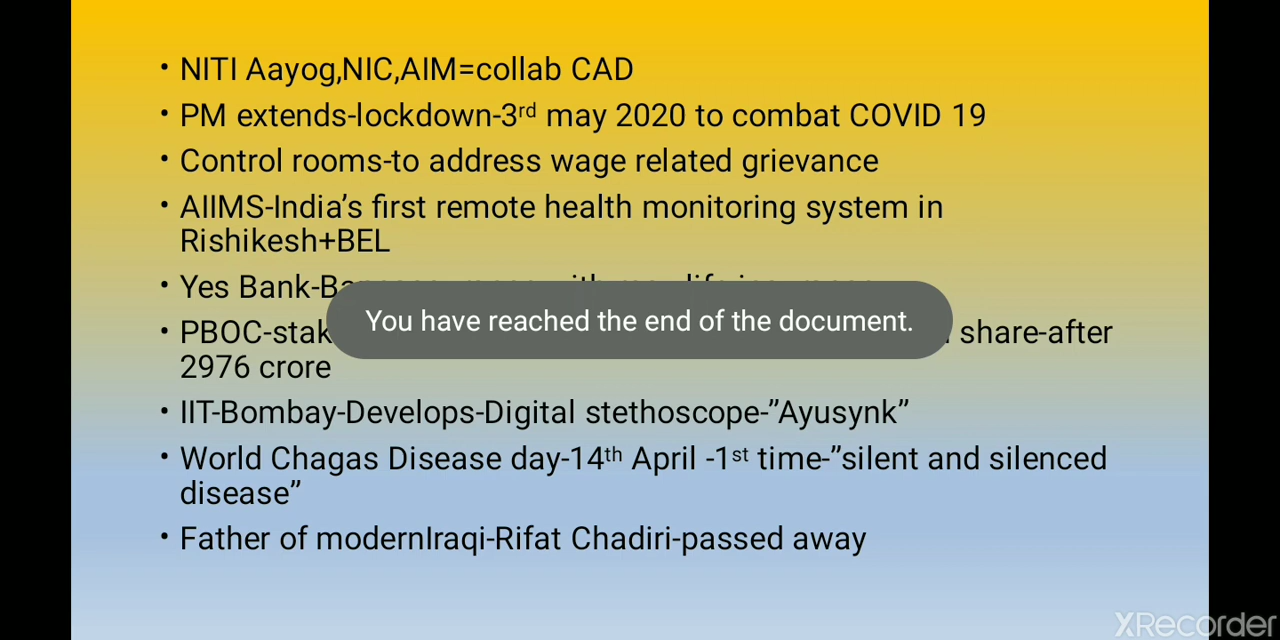 • NITI Aayog,NIC,AIM=collab CAD
• PM extends-lockdown-3rd may 2020 to combat COVID 19
• Control rooms-to address wage related grievance
• AIIMS-India’s first remote health monitoring system in
Rishikesh+BEL
• Yes Bank-
You have reached the end of the document.
• PBOC- share-after
2976 crore
• IIT-Bombay-Develops-Digital stethoscope-”Ayusynk”
• World Chagas Disease day-14th April -1st time-”silent and silenced
disease”
• Father of modernIraqi-Rifat Chadiri-passed away
XRecorder